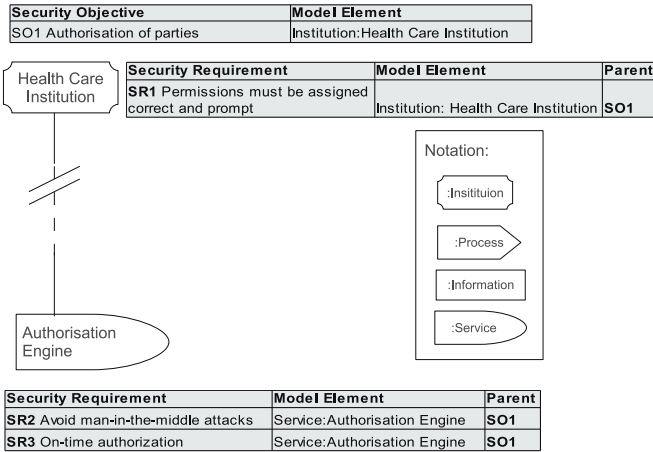 Security Objective Model Element
SO1 Authorisation of parties Institution:Health Care Institution
Health Care
Institution
Security Requirement Model Element Parent
SR1 Permissions must be assigned
correct and prompt Institution: Health Care Institution SO1
Notation:
:Insitituion
:Process
:Information
:Service
Authorisation
Engine
Security Requirement Model Element Parent
SR2 Avoid man-in-the-middle attacks Service:Authorisation Engine SO1
SR3 On-time authorization Service:Authorisation Engine SO1